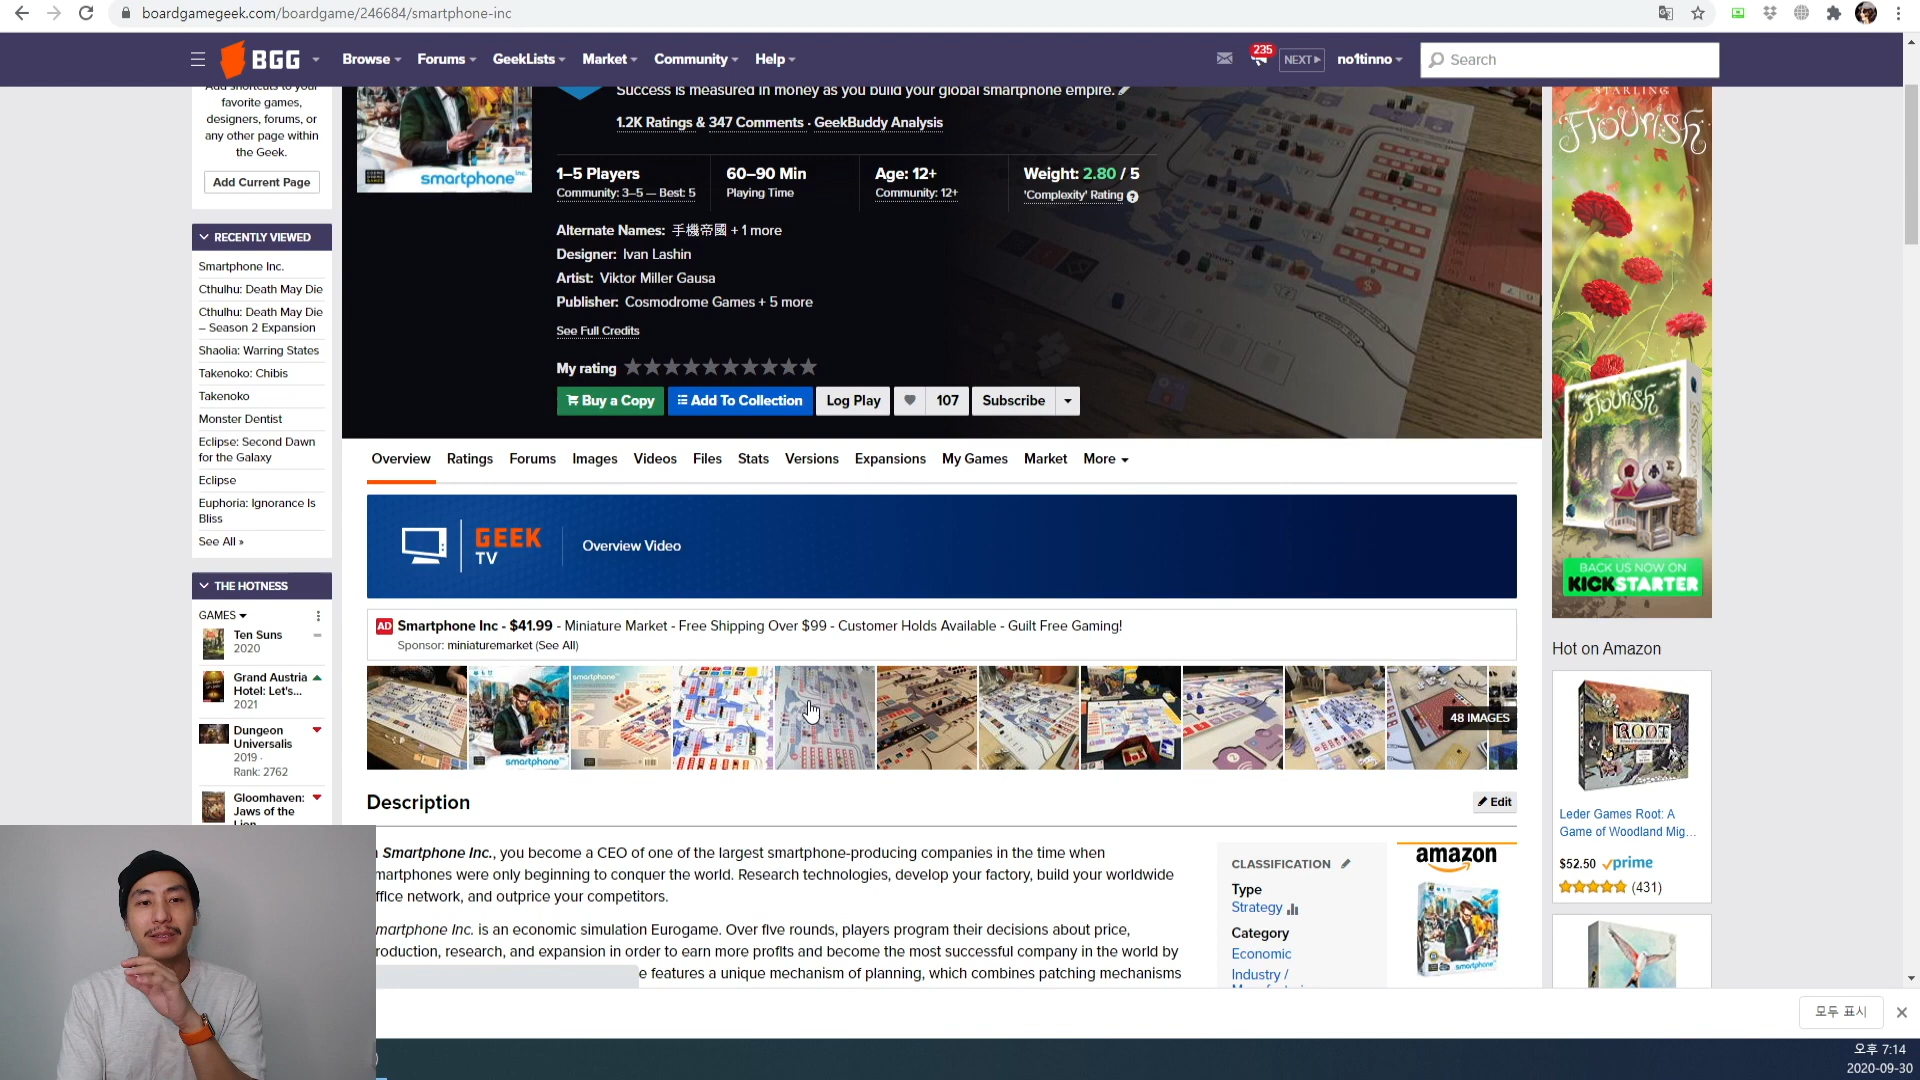 boardgamegeek.com/boardgame/246684/smartphone-inc
BGG
Browse
Forums
GeekLists
Market
Community
Help
235
NEXT
no1tinno
Search
Add shortcuts to your
favorite games,
designers, forums, or
any other page within
the Geek.
Add Current Page
RECENTLY VIEWED
Smartphone Inc.
Cthulhu: Death May Die
Cthulhu: Death May Die
– Season 2 Expansion
Shaolia: Warring States
Takenoko: Chibis
Takenoko
Monster Dentist
Eclipse: Second Dawn
for the Galaxy
Eclipse
Euphoria: Ignorance Is
Bliss
See All »
THE HOTNESS
GAMES
Ten Suns
2020
Grand Austria
Hotel: Let's...
2021
Dungeon
Universalis
2019 ·
Rank: 2762
Gloomhaven:
Jaws of the
Lion
smartphone inc.
Success is measured in money as you build your global smartphone empire.
1.2K Ratings & 347 Comments · GeekBuddy Analysis
1–5 Players
Community: 3–5 — Best: 5
60–90 Min
Playing Time
Age: 12+
Community: 12+
Weight: 2.80 / 5
'Complexity' Rating
Alternate Names: 手機帝國 + 1 more
Designer: Ivan Lashin
Artist: Viktor Miller Gausa
Publisher: Cosmodrome Games + 5 more
See Full Credits
My rating
Buy a Copy
Add To Collection
Log Play
107
Subscribe
Overview
Ratings
Forums
Images
Videos
Files
Stats
Versions
Expansions
My Games
Market
More
GEEK
TV
Overview Video
AD Smartphone Inc - $41.99 - Miniature Market - Free Shipping Over $99 - Customer Holds Available - Guilt Free Gaming!
Sponsor: miniaturemarket (See All)
smartphone
smartphone
48 IMAGES
Description
Edit
Smartphone Inc., you become a CEO of one of the largest smartphone-producing companies in the time when
martphones were only beginning to conquer the world. Research technologies, develop your factory, build your worldwide
ffice network, and outprice your competitors.
martphone Inc. is an economic simulation Eurogame. Over five rounds, players program their decisions about price,
roduction, research, and expansion in order to earn more profits and become the most successful company in the world by
e features a unique mechanism of planning, which combines patching mechanisms
CLASSIFICATION
Type
Strategy
Category
Economic
Industry /
amazon
smartphone
STARLING
Flourish
Flourish
BACK US NOW ON
KICKSTARTER
Hot on Amazon
ROOT
Leder Games Root: A
Game of Woodland Mig...
$52.50 prime
(431)
모두 표시
오후 7:14
2020-09-30